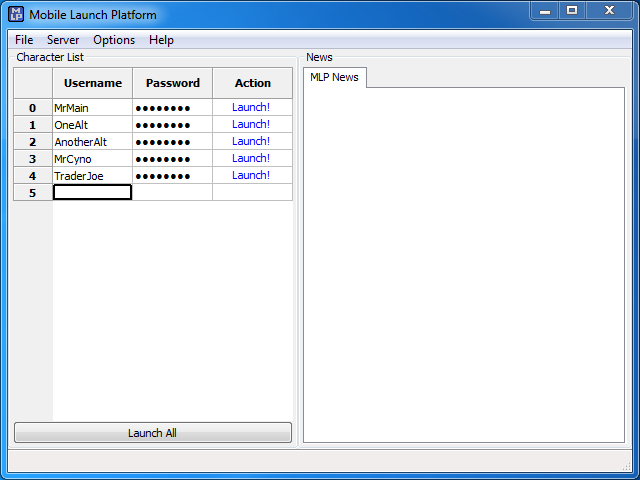 MLP Mobile Launch Platform
File Server Options Help
Character List
Username Password Action
0 MrMain ●●●●●●●● Launch!
1 OneAlt ●●●●●●●● Launch!
2 AnotherAlt ●●●●●●●● Launch!
3 MrCyno ●●●●●●●● Launch!
4 TraderJoe ●●●●●●●● Launch!
5
Launch All
News
MLP News